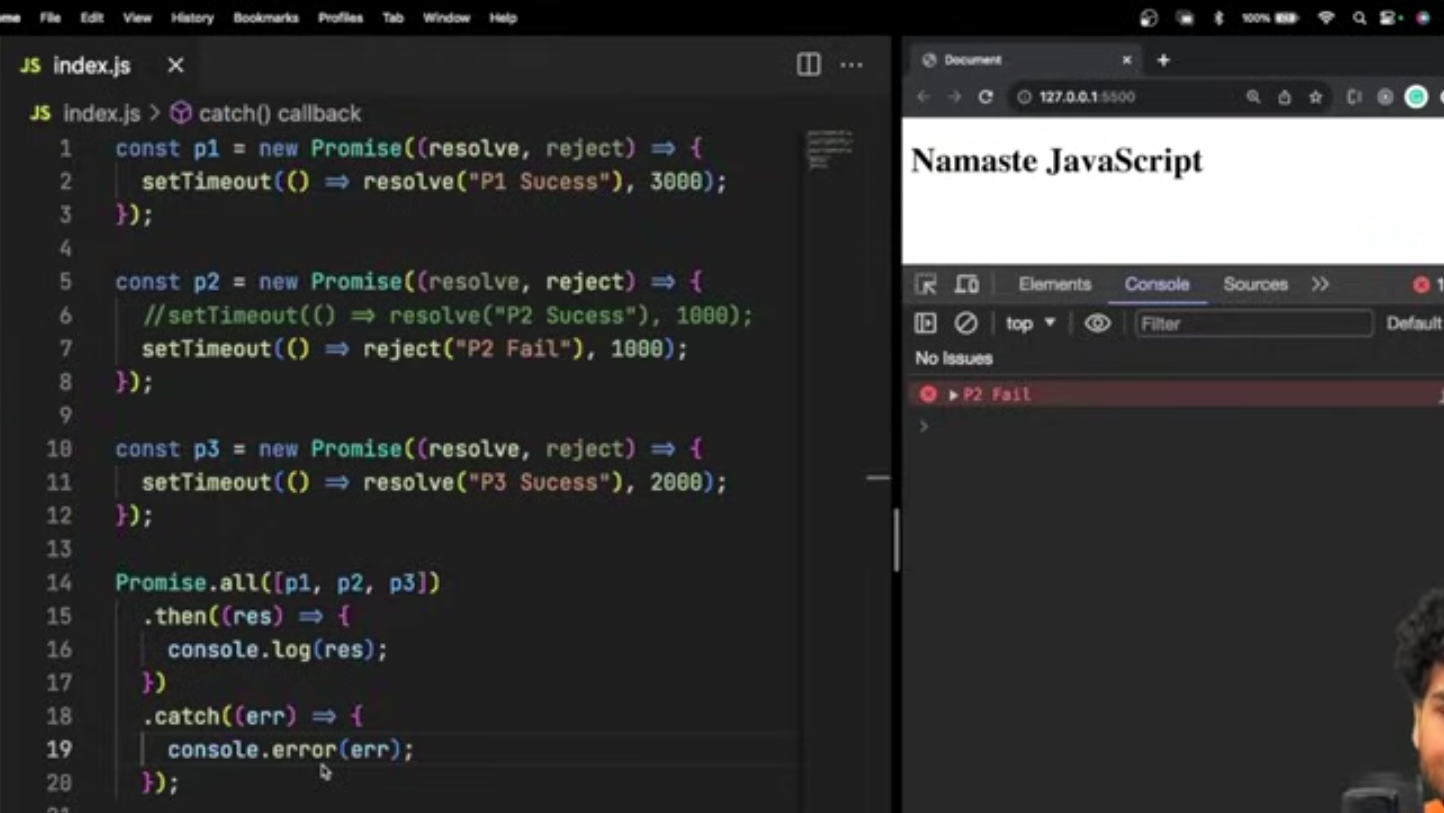 ome File Edit View History Bookmarks Profiles Tab Window Help 100%
JS index.js
JS index.js > catch() callback
1 const p1 = new Promise((resolve, reject) => {
2 setTimeout(() => resolve("P1 Sucess"), 3000);
3 });
4
5 const p2 = new Promise((resolve, reject) => {
6 //setTimeout(() => resolve("P2 Sucess"), 1000);
7 setTimeout(() => reject("P2 Fail"), 1000);
8 });
9
10 const p3 = new Promise((resolve, reject) => {
11 setTimeout(() => resolve("P3 Sucess"), 2000);
12 });
13
14 Promise.all([p1, p2, p3])
15 .then((res) => {
16 console.log(res);
17 })
18 .catch((err) => {
19 console.error(err);
20 });
Document
127.0.0.1:5500
Namaste JavaScript
Elements Console Sources 1
top Filter Default
No Issues
P2 Fail